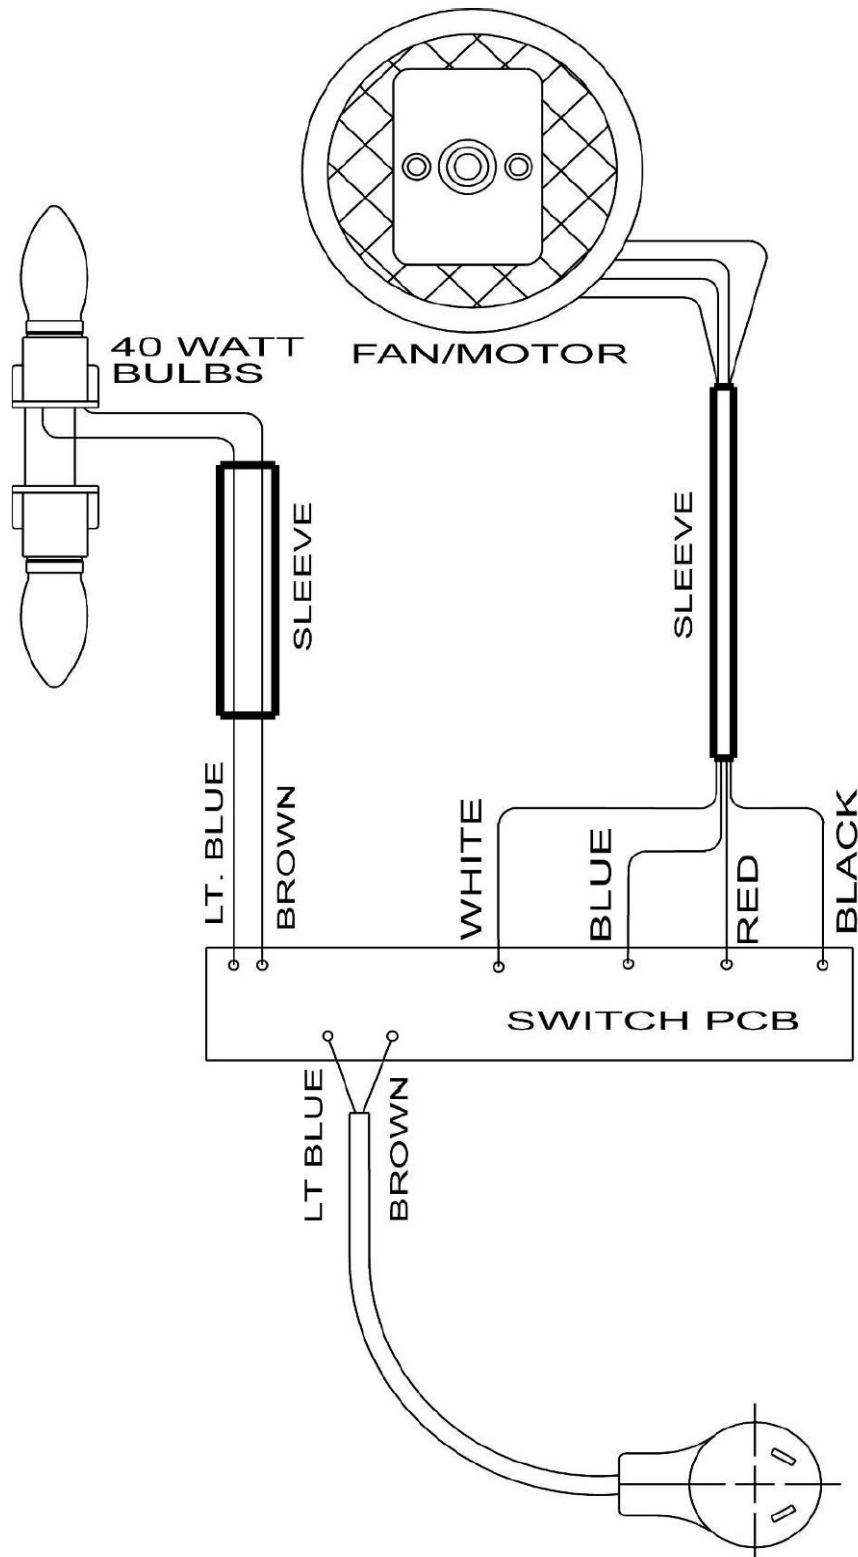 40 WATT
BULBS
FAN/MOTOR
SLEEVE
SLEEVE
LT. BLUE
BROWN
WHITE
BLUE
RED
BLACK
SWITCH PCB
LT BLUE
BROWN